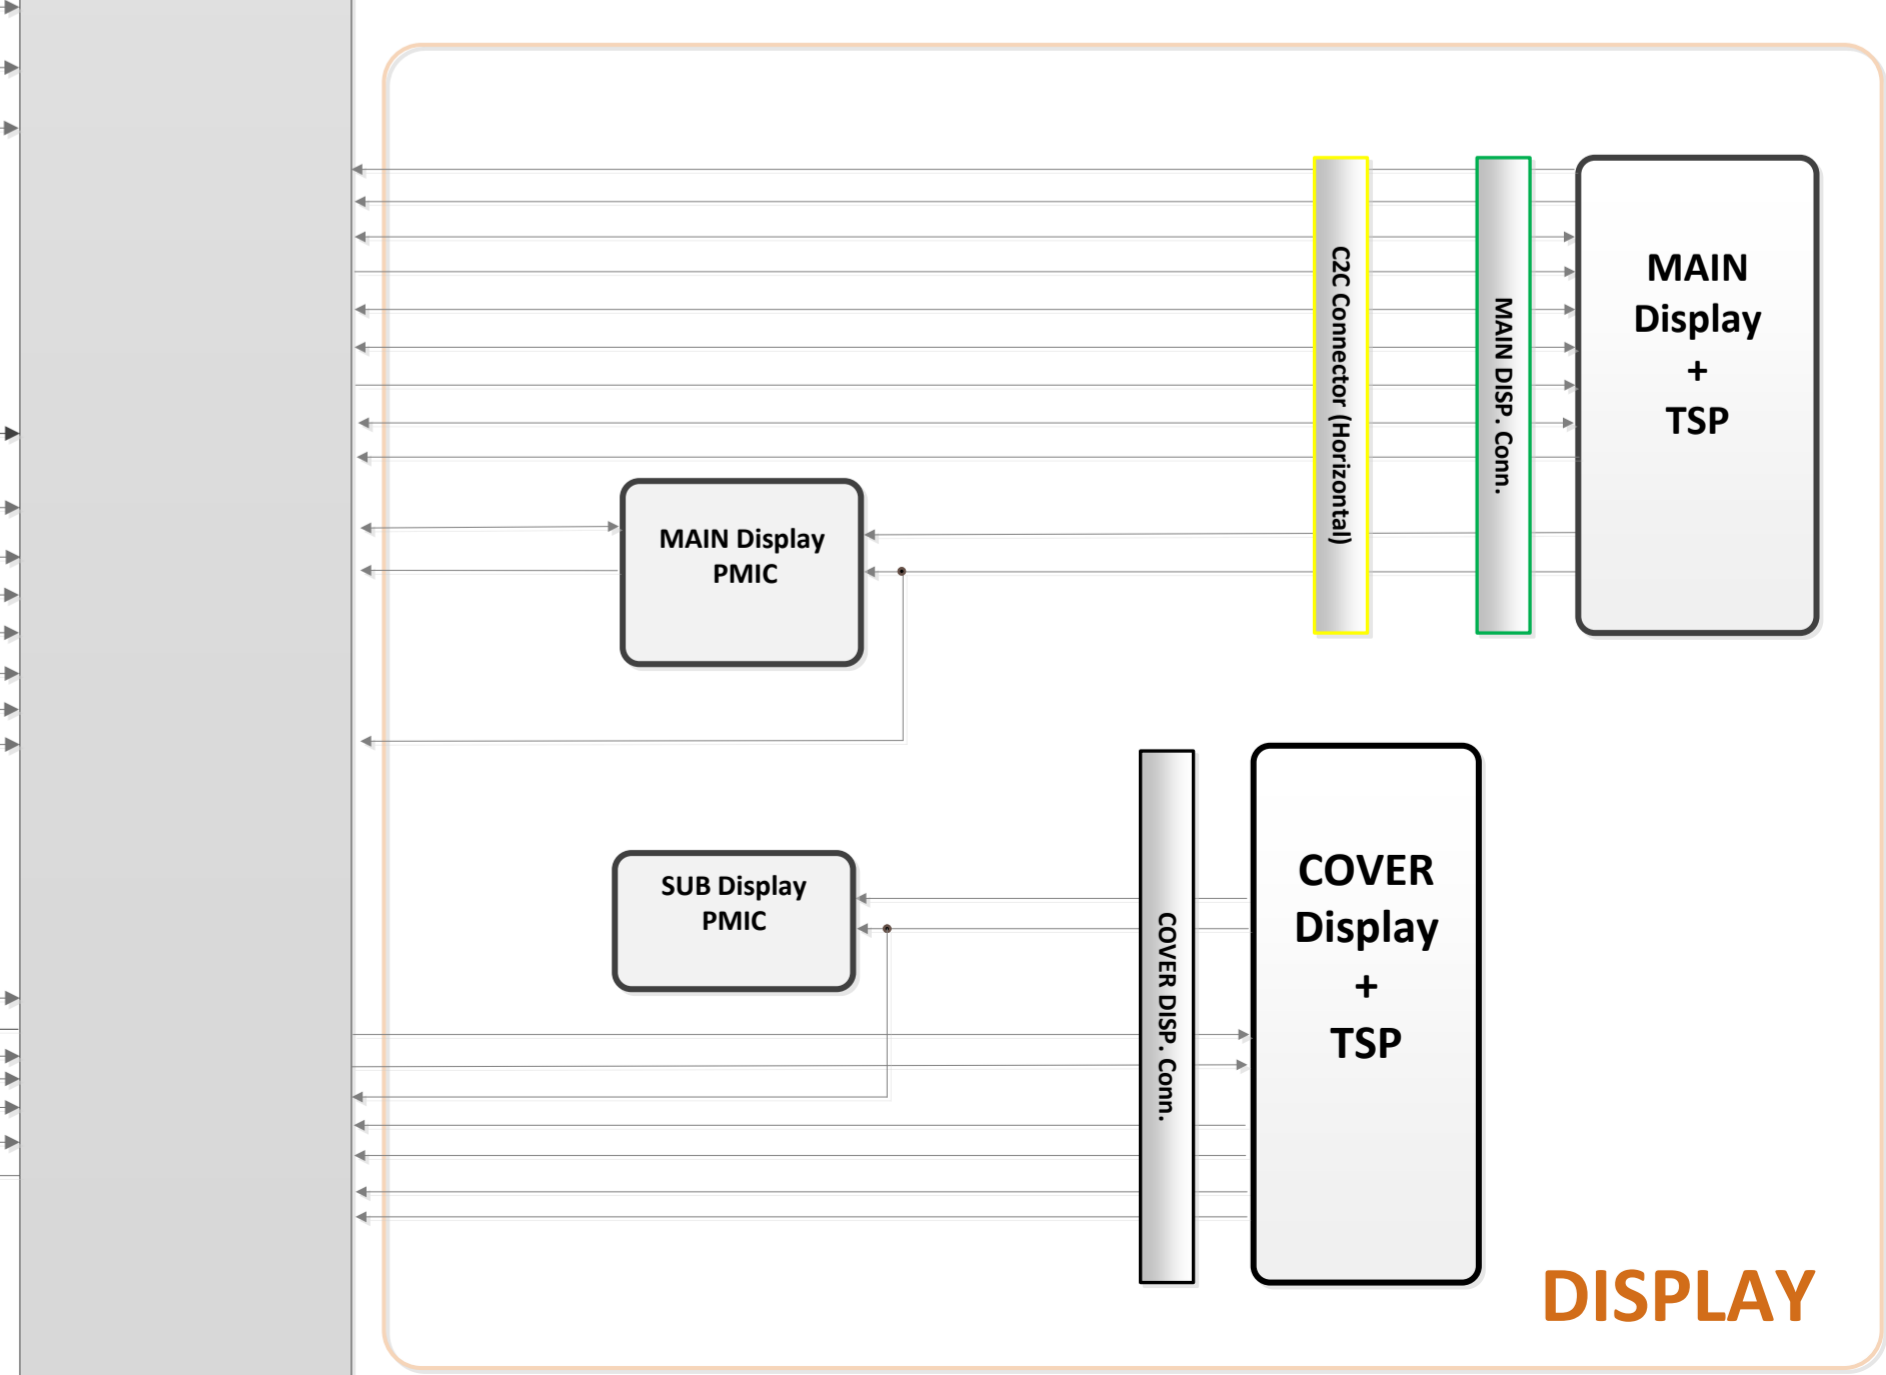 C2C Connector (Horizontal)
MAIN DISP. Conn.
MAIN
Display
+
TSP
MAIN Display
PMIC
SUB Display
PMIC
COVER DISP. Conn.
COVER
Display
+
TSP
DISPLAY